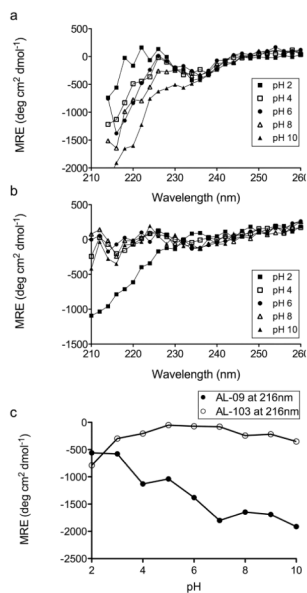 a
500
0
-500
-1000
-1500
-2000
MRE (deg cm2 dmol-1)
pH 2
pH 4
pH 6
pH 8
pH 10
210 220 230 240 250 260
Wavelength (nm)
b
500
0
-500
-1000
-1500
MRE (deg cm2 dmol-1)
pH 2
pH 4
pH 6
pH 8
pH 10
210 220 230 240 250 260
Wavelength (nm)
c
AL-09 at 216nm
AL-103 at 216nm
0
-500
-1000
-1500
-2000
-2500
MRE (deg cm2 dmol-1)
2 4 6 8 10
pH